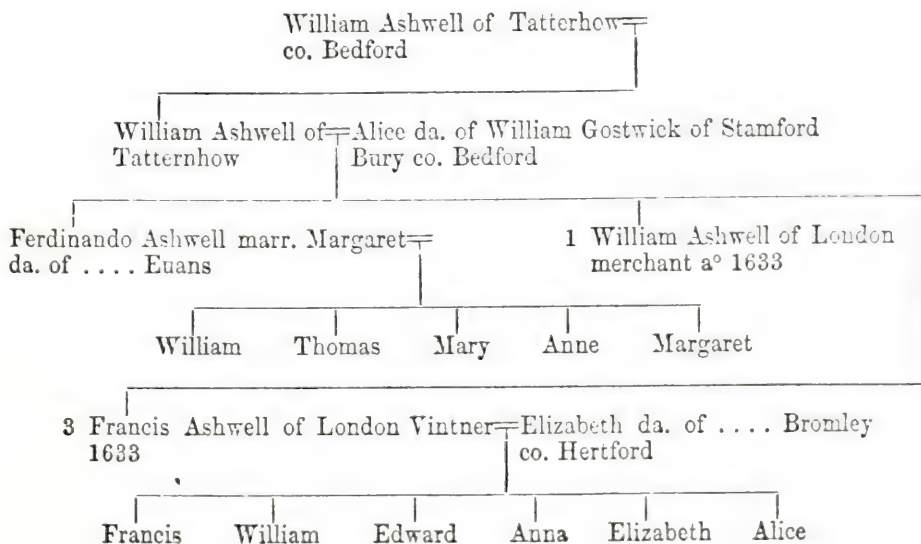 William Ashwell of Tatterhow
co. Bedford
William Ashwell of
Tatternhow
Alice da. of William Gostwick of Stamford
Bury co. Bedford
Ferdinando Ashwell marr. Margaret
da. of .... Euans
1 William Ashwell of London
merchant a° 1633
William Thomas Mary Anne Margaret
3 Francis Ashwell of London Vintner
1633
Elizabeth da. of .... Bromley
co. Hertford
Francis William Edward Anna Elizabeth Alice